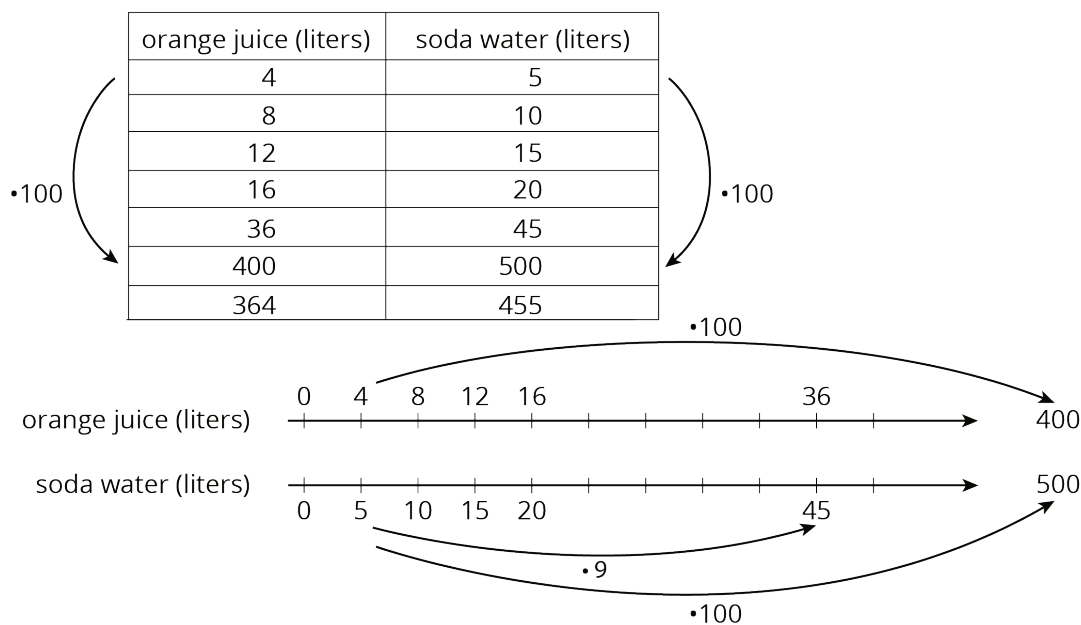 orange juice (liters) soda water (liters)
4 5
8 10
12 15
16 20
•100 •100
36 45
400 500
364 455
•100
0 4 8 12 16 36
orange juice (liters) 400
soda water (liters) 500
0 5 10 15 20 45
•9
•100